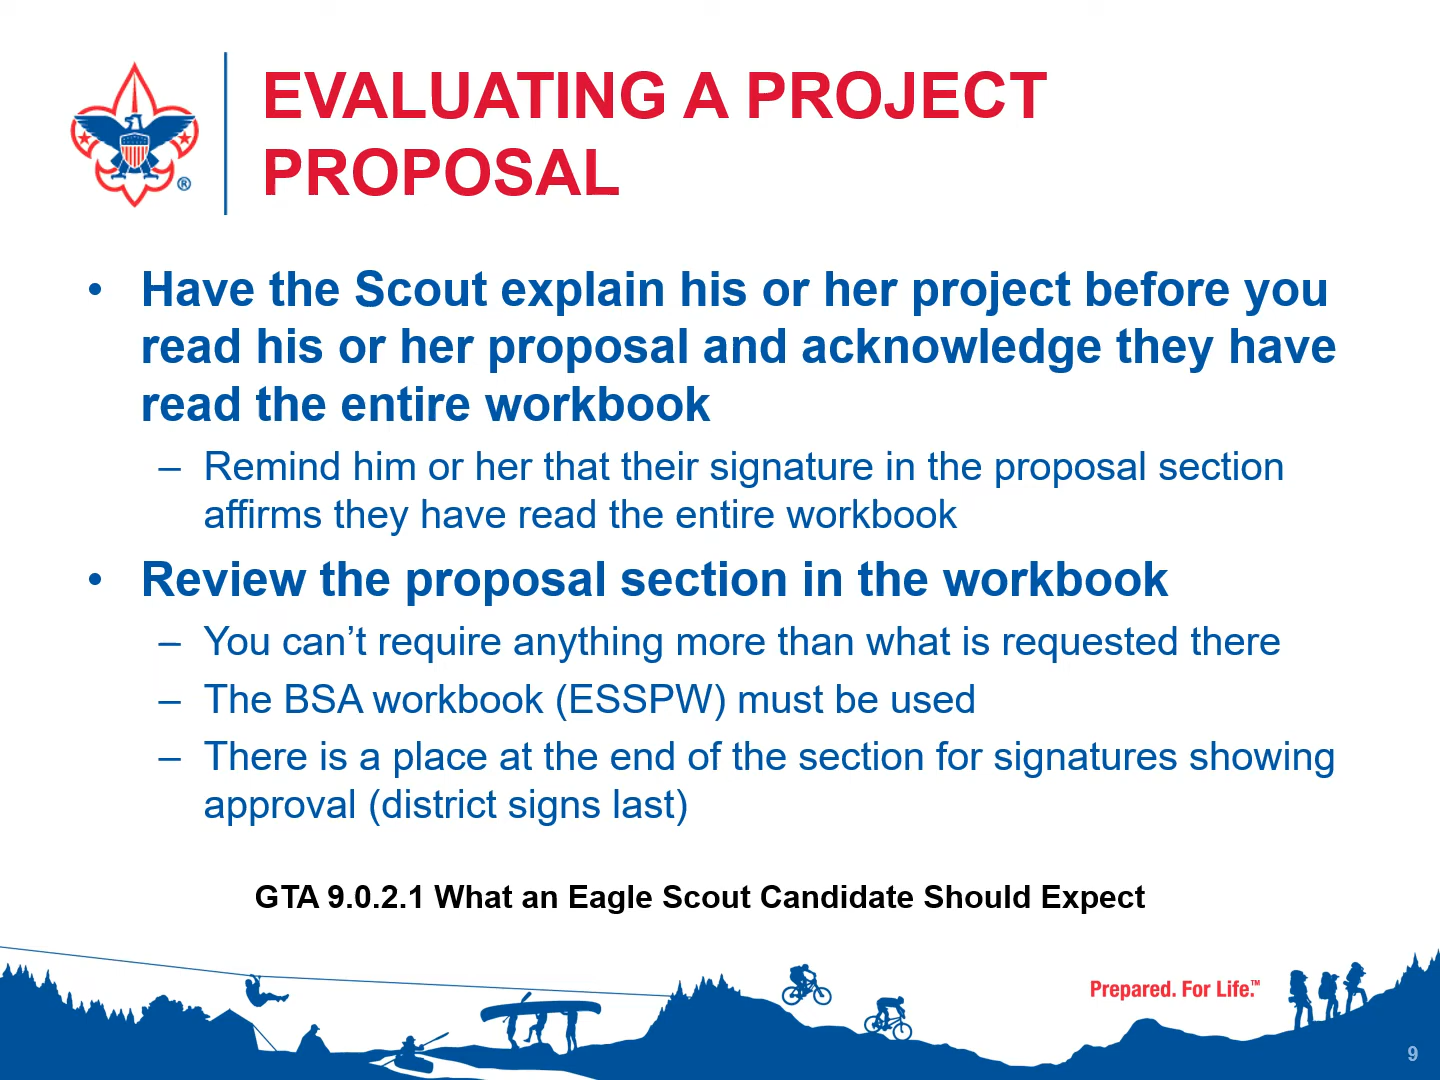 EVALUATING A PROJECT
PROPOSAL
®
• Have the Scout explain his or her project before you
read his or her proposal and acknowledge they have
read the entire workbook
– Remind him or her that their signature in the proposal section
affirms they have read the entire workbook
• Review the proposal section in the workbook
– You can’t require anything more than what is requested there
– The BSA workbook (ESSPW) must be used
– There is a place at the end of the section for signatures showing
approval (district signs last)
GTA 9.0.2.1 What an Eagle Scout Candidate Should Expect
Prepared. For Life.™
9